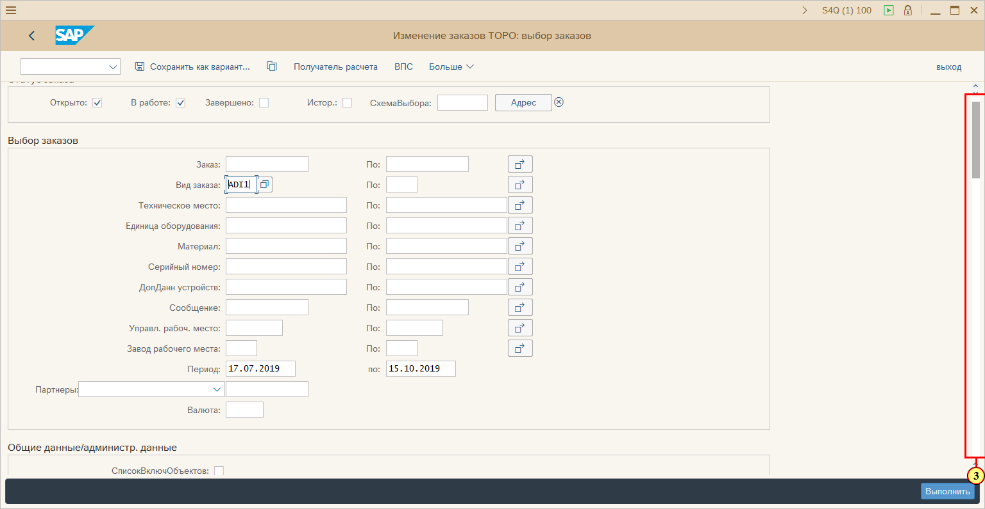 S4Q (1) 100
SAP
Изменение заказов ТОРО: выбор заказов
Сохранить как вариант...
Получатель расчета
ВПС
Больше
выход
Открыто:
В работе:
Завершено:
Истор.:
СхемаВыбора:
Адрес
Выбор заказов
Заказ:
По:
Вид заказа:
ADI1
По:
Техническое место:
По:
Единица оборудования:
По:
Материал:
По:
Серийный номер:
По:
ДопДанн устройств:
По:
Сообщение:
По:
Управл. рабоч. место:
По:
Завод рабочего места:
По:
Период:
17.07.2019
по:
15.10.2019
Партнеры:
Валюта:
Общие данные/администр. данные
СписокВключОбъектов:
3
Выполнить